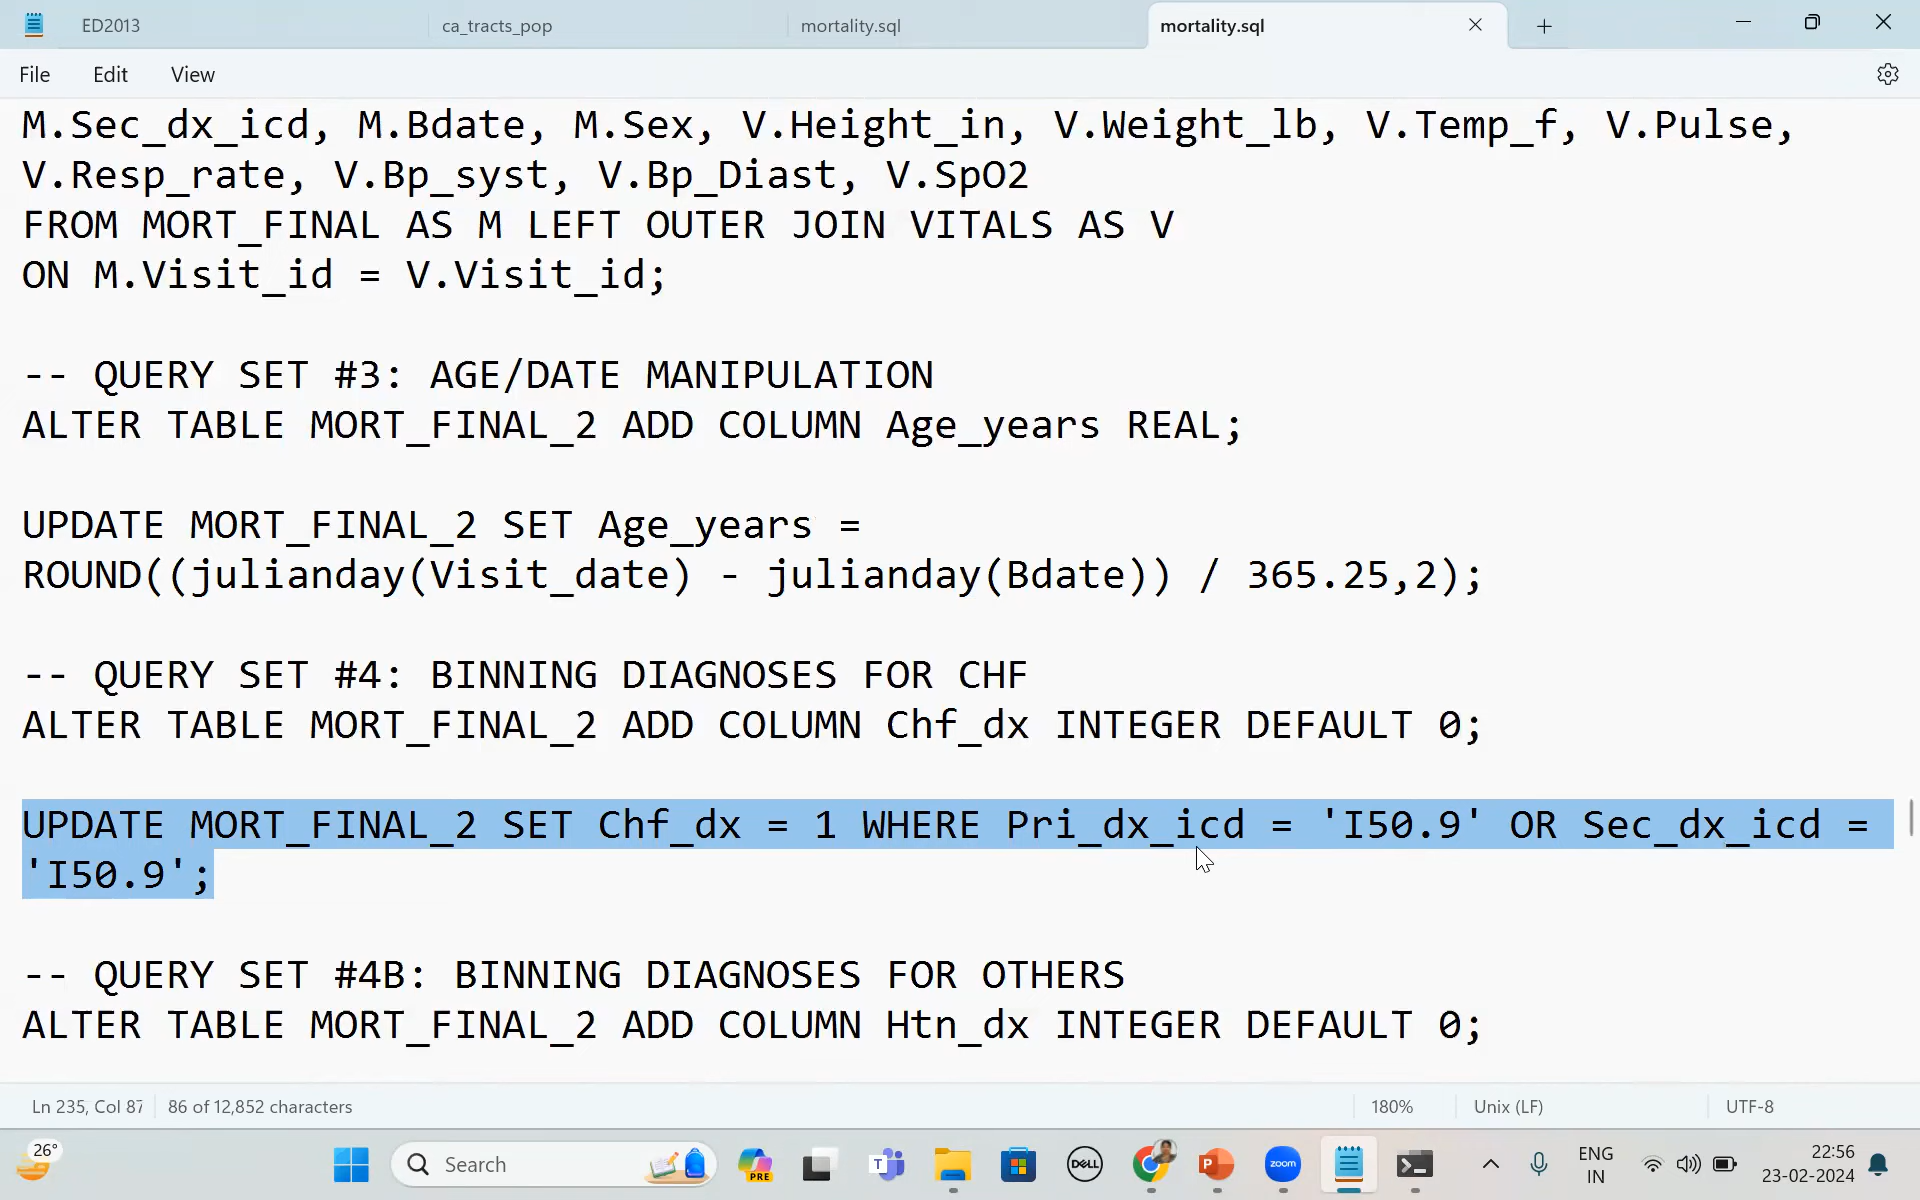 ED2013
ca_tracts_pop
mortality.sql
mortality.sql
File
Edit
View
M.Sec_dx_icd, M.Bdate, M.Sex, V.Height_in, V.Weight_lb, V.Temp_f, V.Pulse,
V.Resp_rate, V.Bp_syst, V.Bp_Diast, V.SpO2
FROM MORT_FINAL AS M LEFT OUTER JOIN VITALS AS V
ON M.Visit_id = V.Visit_id;
-- QUERY SET #3: AGE/DATE MANIPULATION
ALTER TABLE MORT_FINAL_2 ADD COLUMN Age_years REAL;
UPDATE MORT_FINAL_2 SET Age_years =
ROUND((julianday(Visit_date) - julianday(Bdate)) / 365.25,2);
-- QUERY SET #4: BINNING DIAGNOSES FOR CHF
ALTER TABLE MORT_FINAL_2 ADD COLUMN Chf_dx INTEGER DEFAULT 0;
UPDATE MORT_FINAL_2 SET Chf_dx = 1 WHERE Pri_dx_icd = 'I50.9' OR Sec_dx_icd =
'I50.9';
-- QUERY SET #4B: BINNING DIAGNOSES FOR OTHERS
ALTER TABLE MORT_FINAL_2 ADD COLUMN Htn_dx INTEGER DEFAULT 0;
Ln 235, Col 87
86 of 12,852 characters
180%
Unix (LF)
UTF-8
26°
Search
PRE
DELL
zoom
ENG
IN
22:56
23-02-2024